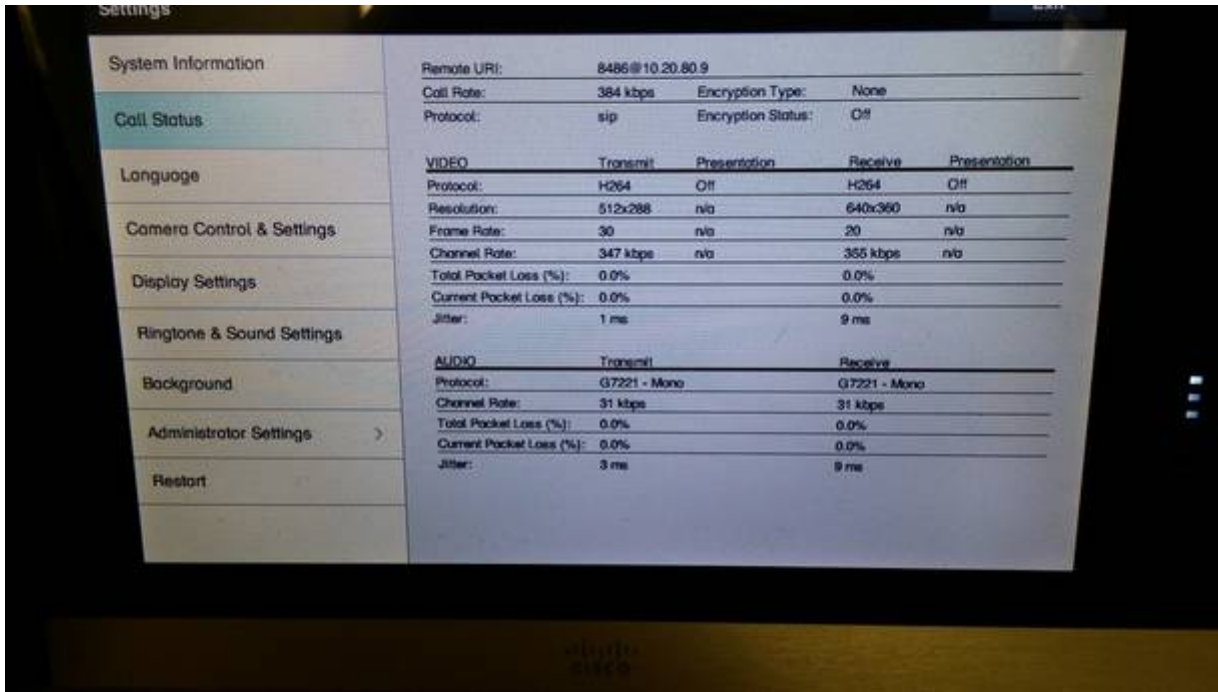 Settings
Exit
System Information
Call Status
Language
Camera Control & Settings
Display Settings
Ringtone & Sound Settings
Background
Administrator Settings >
Restart
Remote URI: 8486@10.20.80.9
Call Rate: 384 kbps Encryption Type: None
Protocol: sip Encryption Status: Off
VIDEO Transmit Presentation Receive Presentation
Protocol: H264 Off H264 Off
Resolution: 512x288 n/a 640x360 n/a
Frame Rate: 30 n/a 20 n/a
Channel Rate: 347 kbps n/a 355 kbps n/a
Total Packet Loss (%): 0.0% 0.0%
Current Packet Loss (%): 0.0% 0.0%
Jitter: 1 ms 9 ms
AUDIO Transmit Receive
Protocol: G7221 - Mono G7221 - Mono
Channel Rate: 31 kbps 31 kbps
Total Packet Loss (%): 0.0% 0.0%
Current Packet Loss (%): 0.0% 0.0%
Jitter: 3 ms 9 ms
CISCO